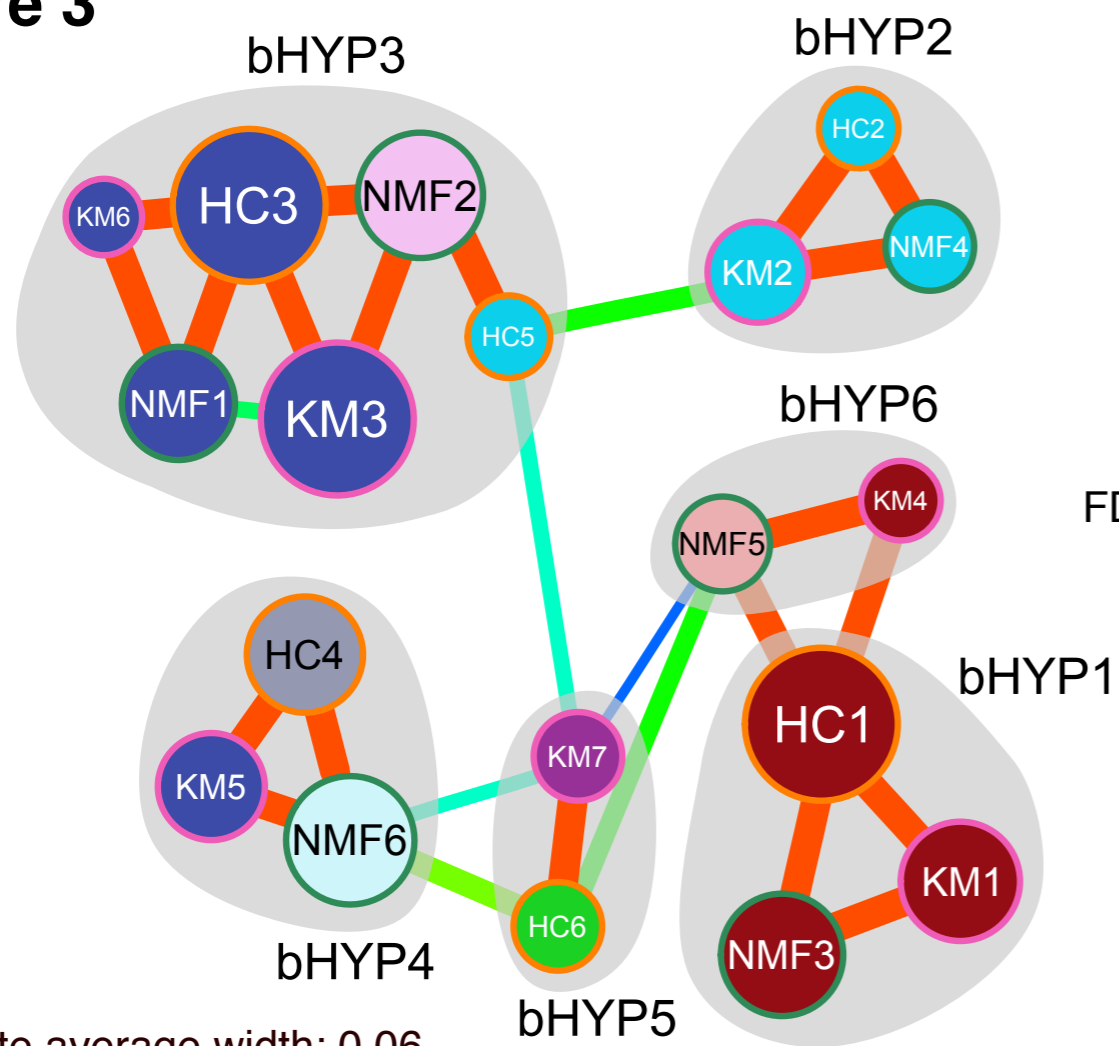 e 3
bHYP3
bHYP2
HC2
HC3
NMF2
KM6
NMF4
KM2
HC5
NMF1
KM3
bHYP6
KM4
FD
NMF5
HC4
bHYP1
HC1
KM7
KM5
NMF6
KM1
HC6
NMF3
bHYP4
bHYP5
te average width: 0.06